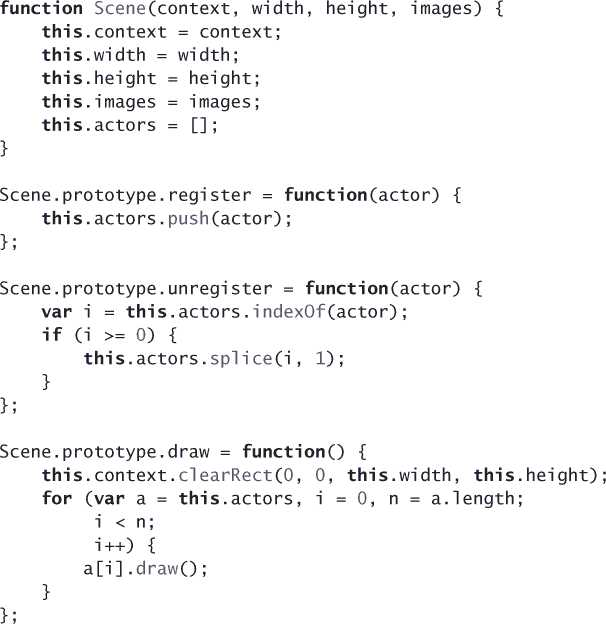 function Scene(context, width, height, images) {
    this.context = context;
    this.width = width;
    this.height = height;
    this.images = images;
    this.actors = [];
}

Scene.prototype.register = function(actor) {
    this.actors.push(actor);
};

Scene.prototype.unregister = function(actor) {
    var i = this.actors.indexOf(actor);
    if (i >= 0) {
        this.actors.splice(i, 1);
    }
};

Scene.prototype.draw = function() {
    this.context.clearRect(0, 0, this.width, this.height);
    for (var a = this.actors, i = 0, n = a.length;
         i < n;
         i++) {
        a[i].draw();
    }
};